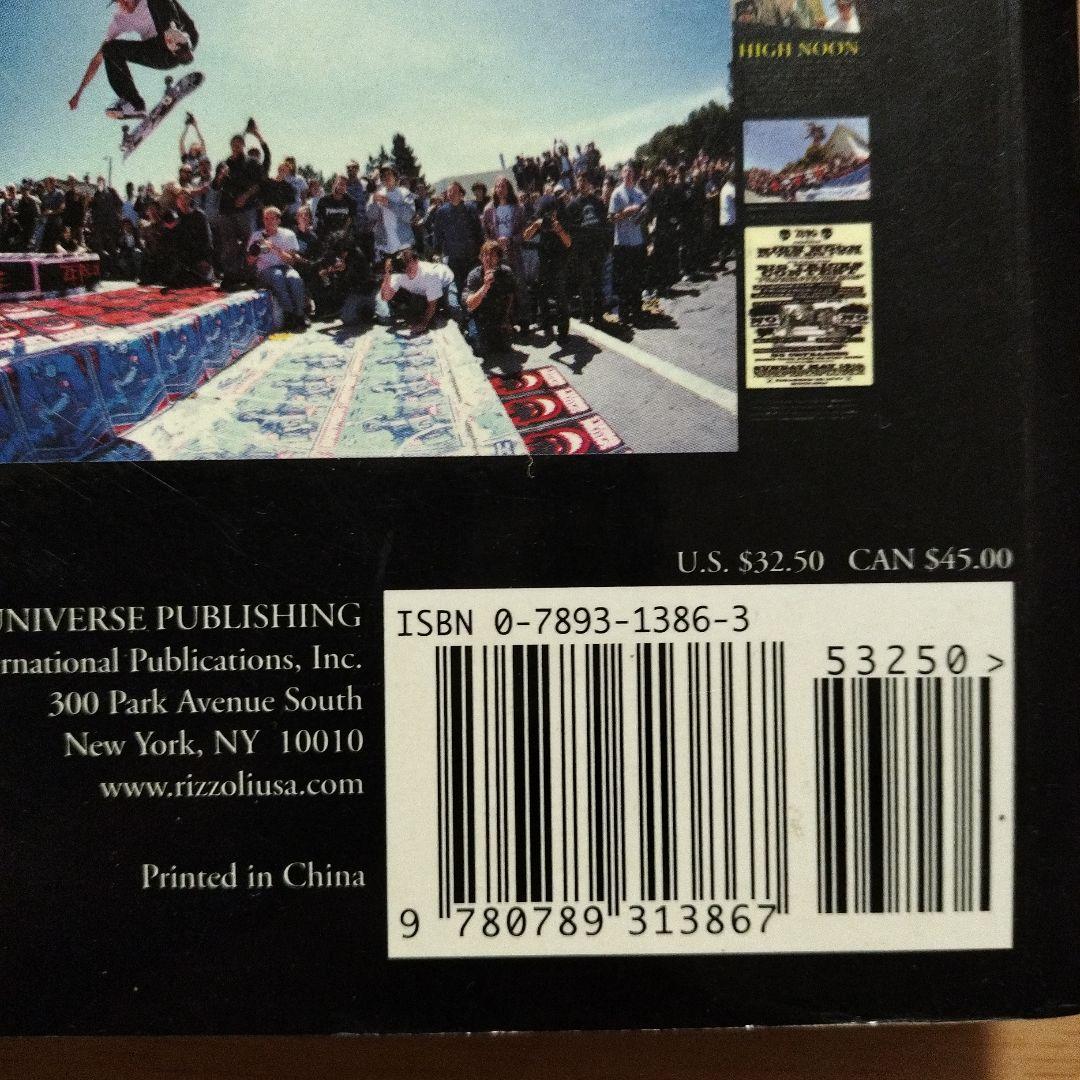 HIGH NOON
U.S. $32.50 CAN $45.00
UNIVERSE PUBLISHING
rnational Publications, Inc.
300 Park Avenue South
New York, NY 10010
www.rizzoliusa.com
Printed in China
ISBN 0-7893-1386-3
53250 >
9 780789 313867